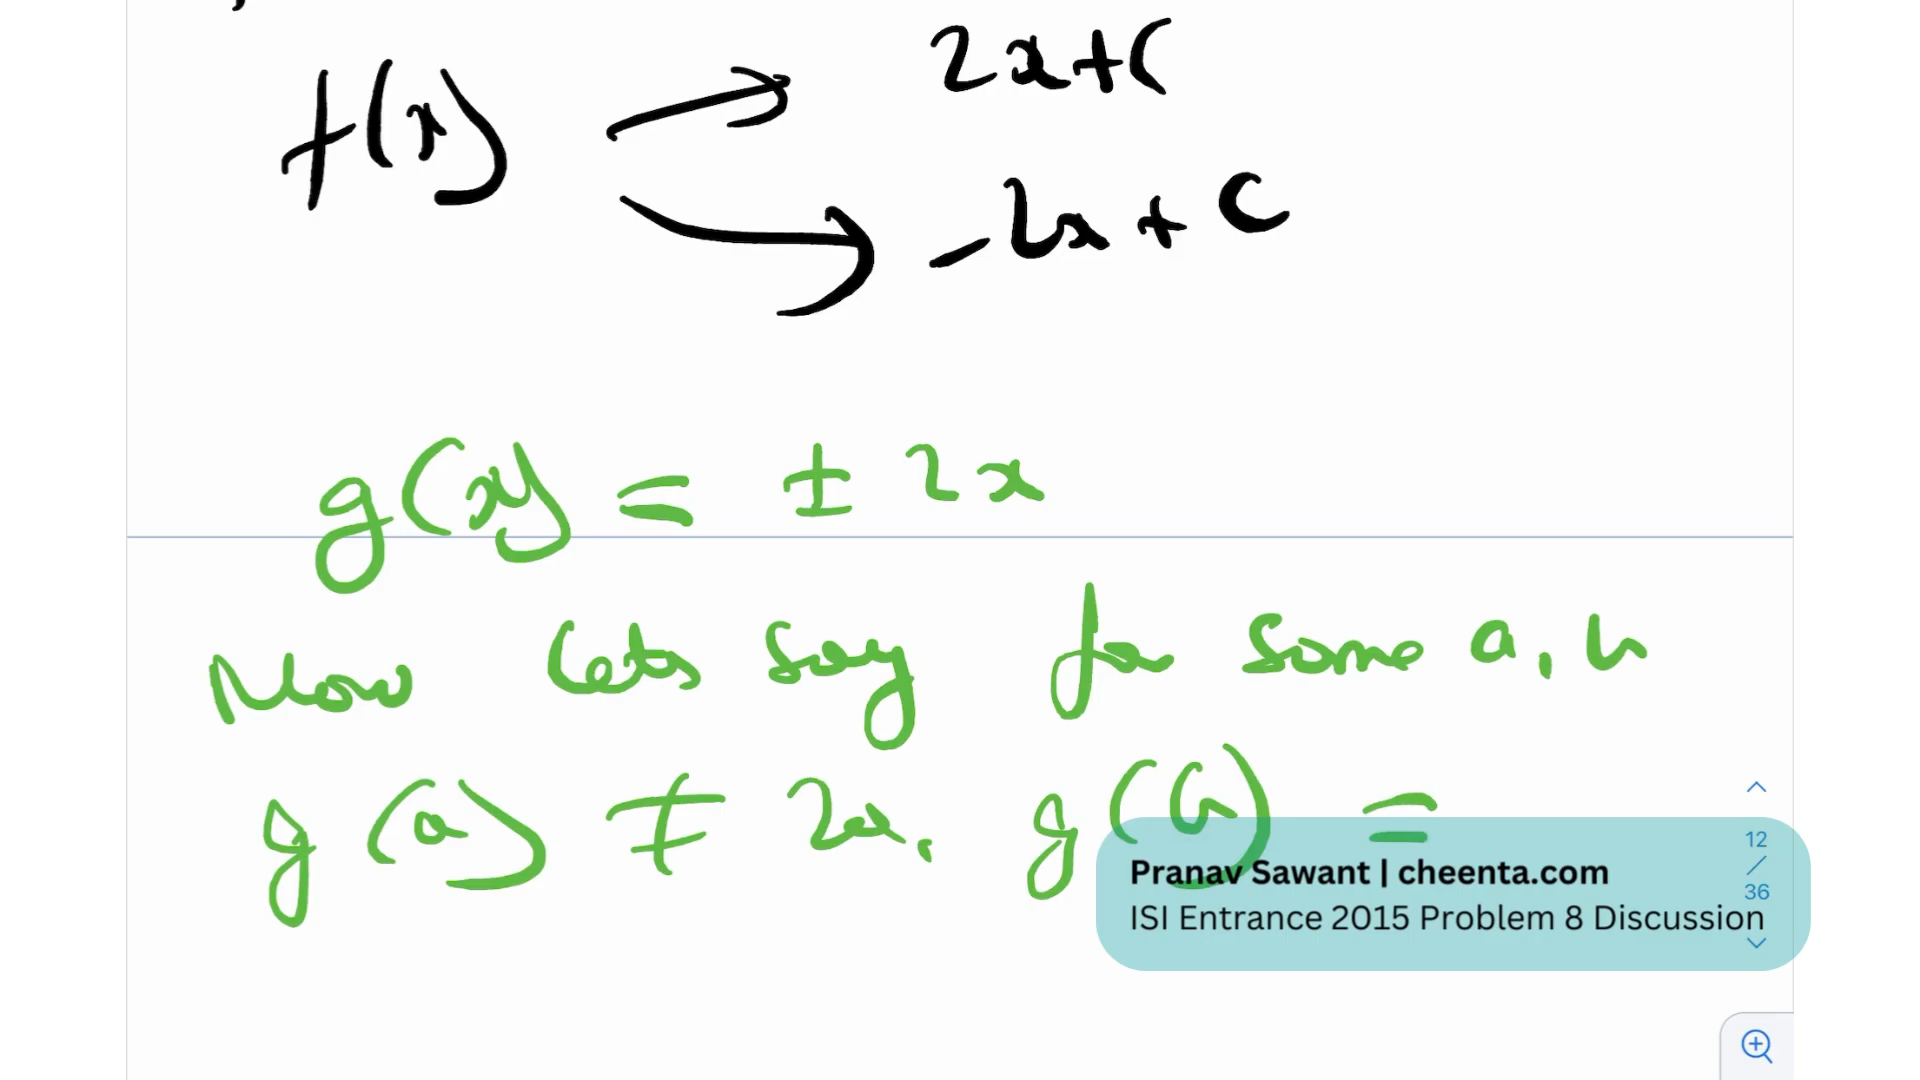 2x+C
f(x)
-2x + C
g(x) = ± 2x
Now lets say for some a, b
g(a) ≠ 2a, g(b) =
12
/
36
Pranav Sawant | cheenta.com
ISI Entrance 2015 Problem 8 Discussion